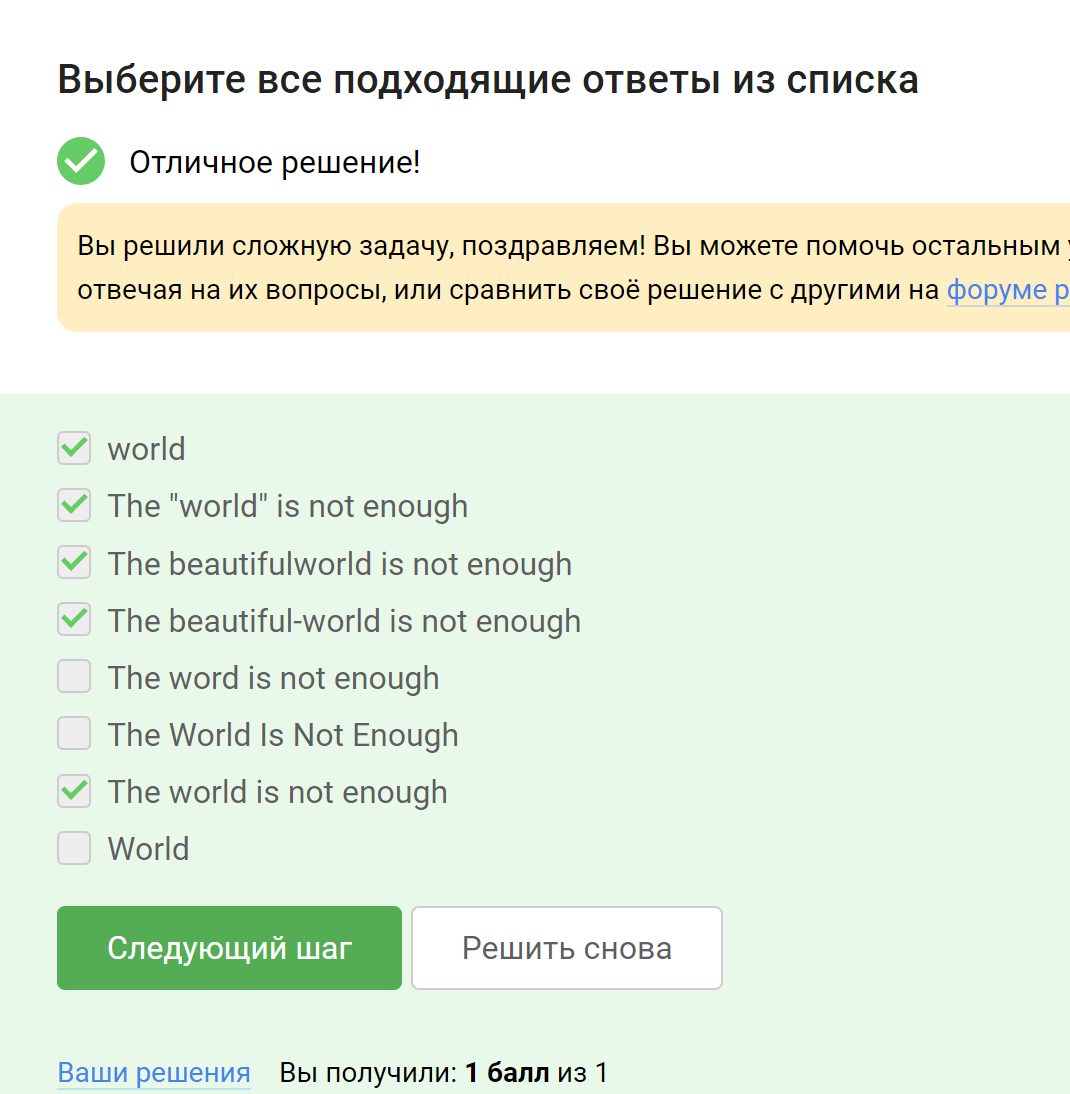 Выберите все подходящие ответы из списка
Отличное решение!
Вы решили сложную задачу, поздравляем! Вы можете помочь остальным
отвечая на их вопросы, или сравнить своё решение с другими на форуме
world
The "world" is not enough
The beautifulworld is not enough
The beautiful-world is not enough
The word is not enough
The World Is Not Enough
The world is not enough
World
Следующий шаг
Решить снова
Ваши решения Вы получили: 1 балл из 1